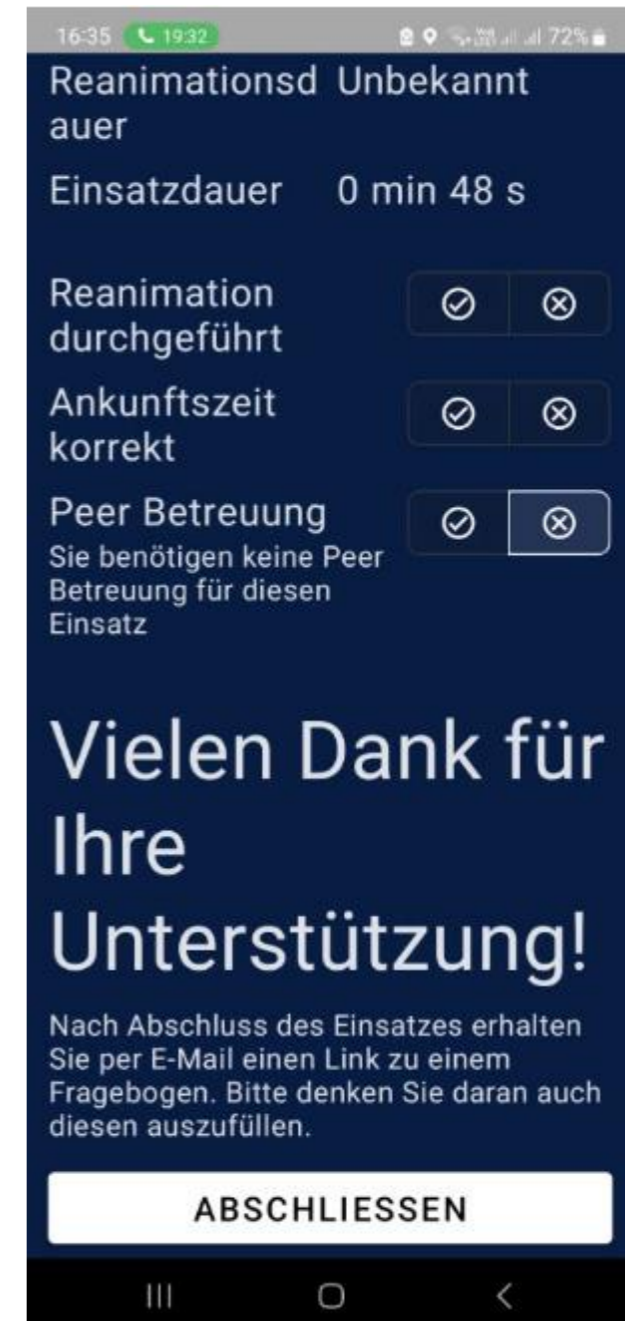 16:35 19:32 72%
Reanimationsd Unbekannt
auer
Einsatzdauer 0 min 48 s
Reanimation
durchgeführt
Ankunftszeit
korrekt
Peer Betreuung
Sie benötigen keine Peer
Betreuung für diesen
Einsatz
Vielen Dank für
Ihre
Unterstützung!
Nach Abschluss des Einsatzes erhalten
Sie per E-Mail einen Link zu einem
Fragebogen. Bitte denken Sie daran auch
diesen auszufüllen.
ABSCHLIESSEN